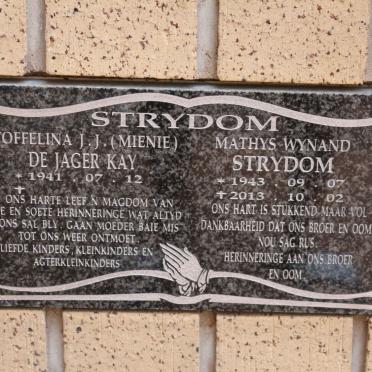 STRYDOM
TOFFELINA J.J. (MIENIE)
DE JAGER KAY
* 1941 . 07 . 12
+
ONS HARTE LEEF 'N MAGDOM VAN
E EN SOETE HERINNERINGE WAT ALTYD
ONS SAL BLY. GAAN MOEDER BAIE MIS
TOT ONS WEER ONTMOET.
LIEFDE KINDERS, KLEINKINDERS EN
AGTERKLEINKINDERS
MATHYS WYNAND
STRYDOM
* 1943 . 09 . 07
+ 2013 . 10 . 02
ONS HART IS STUKKEND MAAR VOL
DANKBAARHEID DAT ONS BROER EN OOM
NOU SAG RUS.
HERINNERINGE AAN ONS BROER
EN OOM.